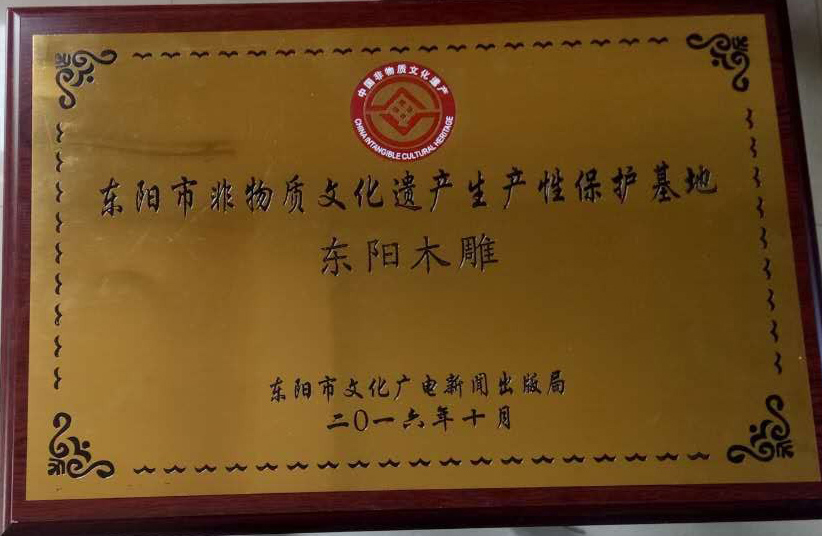 中国非物质文化遗产
CHINA INTANGIBLE CULTURAL HERITAGE
东阳市非物质文化遗产生产性保护基地
东阳木雕
东阳市文化广电新闻出版局
二〇一六年十月